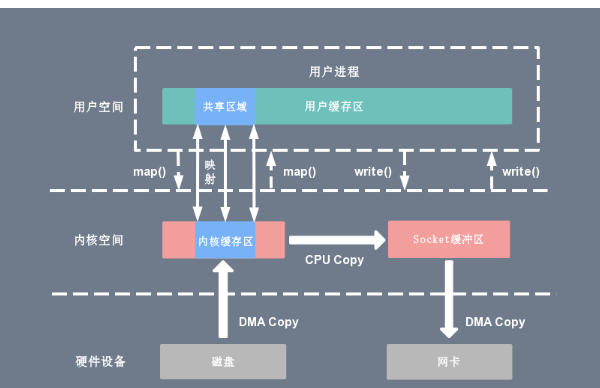 用户进程
用户空间
共享区域
用户缓存区
map()
映
射
map()
write()
write()
内核空间
内核缓存区
CPU Copy
Socket缓冲区
DMA Copy
DMA Copy
硬件设备
磁盘
网卡